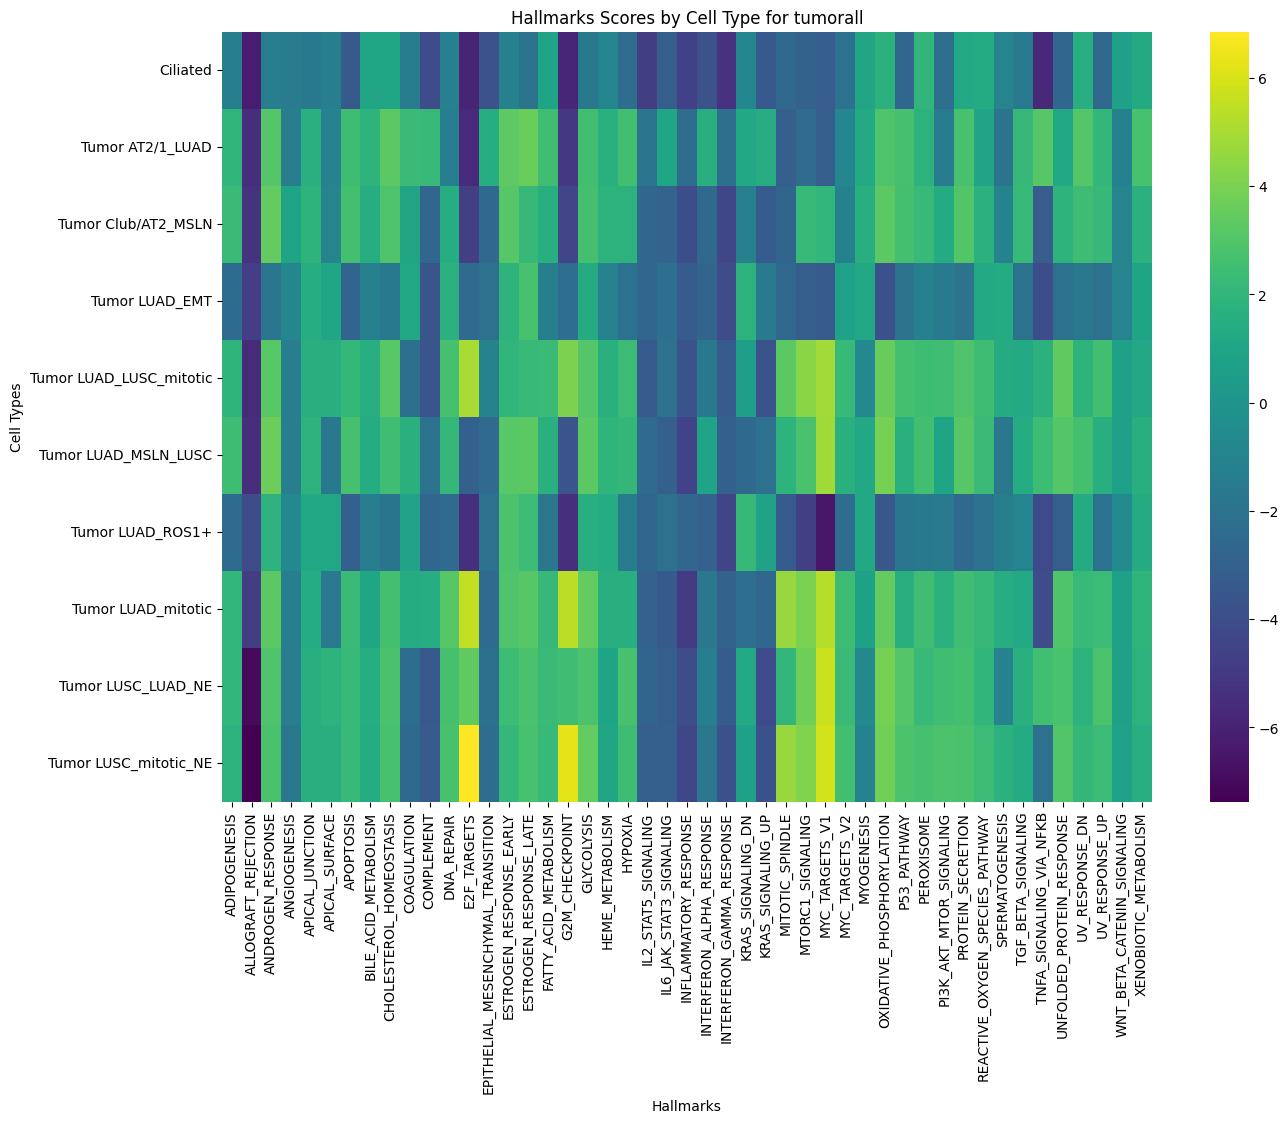 Hallmarks Scores by Cell Type for tumorall
Cell Types
Ciliated
Tumor AT2/1_LUAD
Tumor Club/AT2_MSLN
Tumor LUAD_EMT
Tumor LUAD_LUSC_mitotic
Tumor LUAD_MSLN_LUSC
Tumor LUAD_ROS1+
Tumor LUAD_mitotic
Tumor LUSC_LUAD_NE
Tumor LUSC_mitotic_NE
ADIPOGENESIS
ALLOGRAFT_REJECTION
ANDROGEN_RESPONSE
ANGIOGENESIS
APICAL_JUNCTION
APICAL_SURFACE
APOPTOSIS
BILE_ACID_METABOLISM
CHOLESTEROL_HOMEOSTASIS
COAGULATION
COMPLEMENT
DNA_REPAIR
E2F_TARGETS
EPITHELIAL_MESENCHYMAL_TRANSITION
ESTROGEN_RESPONSE_EARLY
ESTROGEN_RESPONSE_LATE
FATTY_ACID_METABOLISM
G2M_CHECKPOINT
GLYCOLYSIS
HEME_METABOLISM
HYPOXIA
IL2_STAT5_SIGNALING
IL6_JAK_STAT3_SIGNALING
INFLAMMATORY_RESPONSE
INTERFERON_ALPHA_RESPONSE
INTERFERON_GAMMA_RESPONSE
KRAS_SIGNALING_DN
KRAS_SIGNALING_UP
MITOTIC_SPINDLE
MTORC1_SIGNALING
MYC_TARGETS_V1
MYC_TARGETS_V2
MYOGENESIS
OXIDATIVE_PHOSPHORYLATION
P53_PATHWAY
PEROXISOME
PI3K_AKT_MTOR_SIGNALING
PROTEIN_SECRETION
REACTIVE_OXYGEN_SPECIES_PATHWAY
SPERMATOGENESIS
TGF_BETA_SIGNALING
TNFA_SIGNALING_VIA_NFKB
UNFOLDED_PROTEIN_RESPONSE
UV_RESPONSE_DN
UV_RESPONSE_UP
WNT_BETA_CATENIN_SIGNALING
XENOBIOTIC_METABOLISM
Hallmarks
6
4
2
0
−2
−4
−6